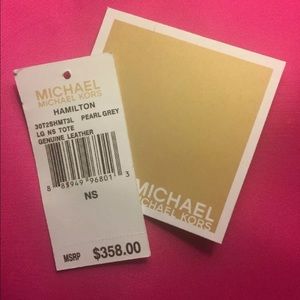 MICHAEL
MICHAEL KORS
HAMILTON
30T2SHMT3L PEARL GREY
LG NS TOTE
GENUINE LEATHER
8 88949 96801 3
NS
MSRP $358.00
MICHAEL
MICHAEL KORS